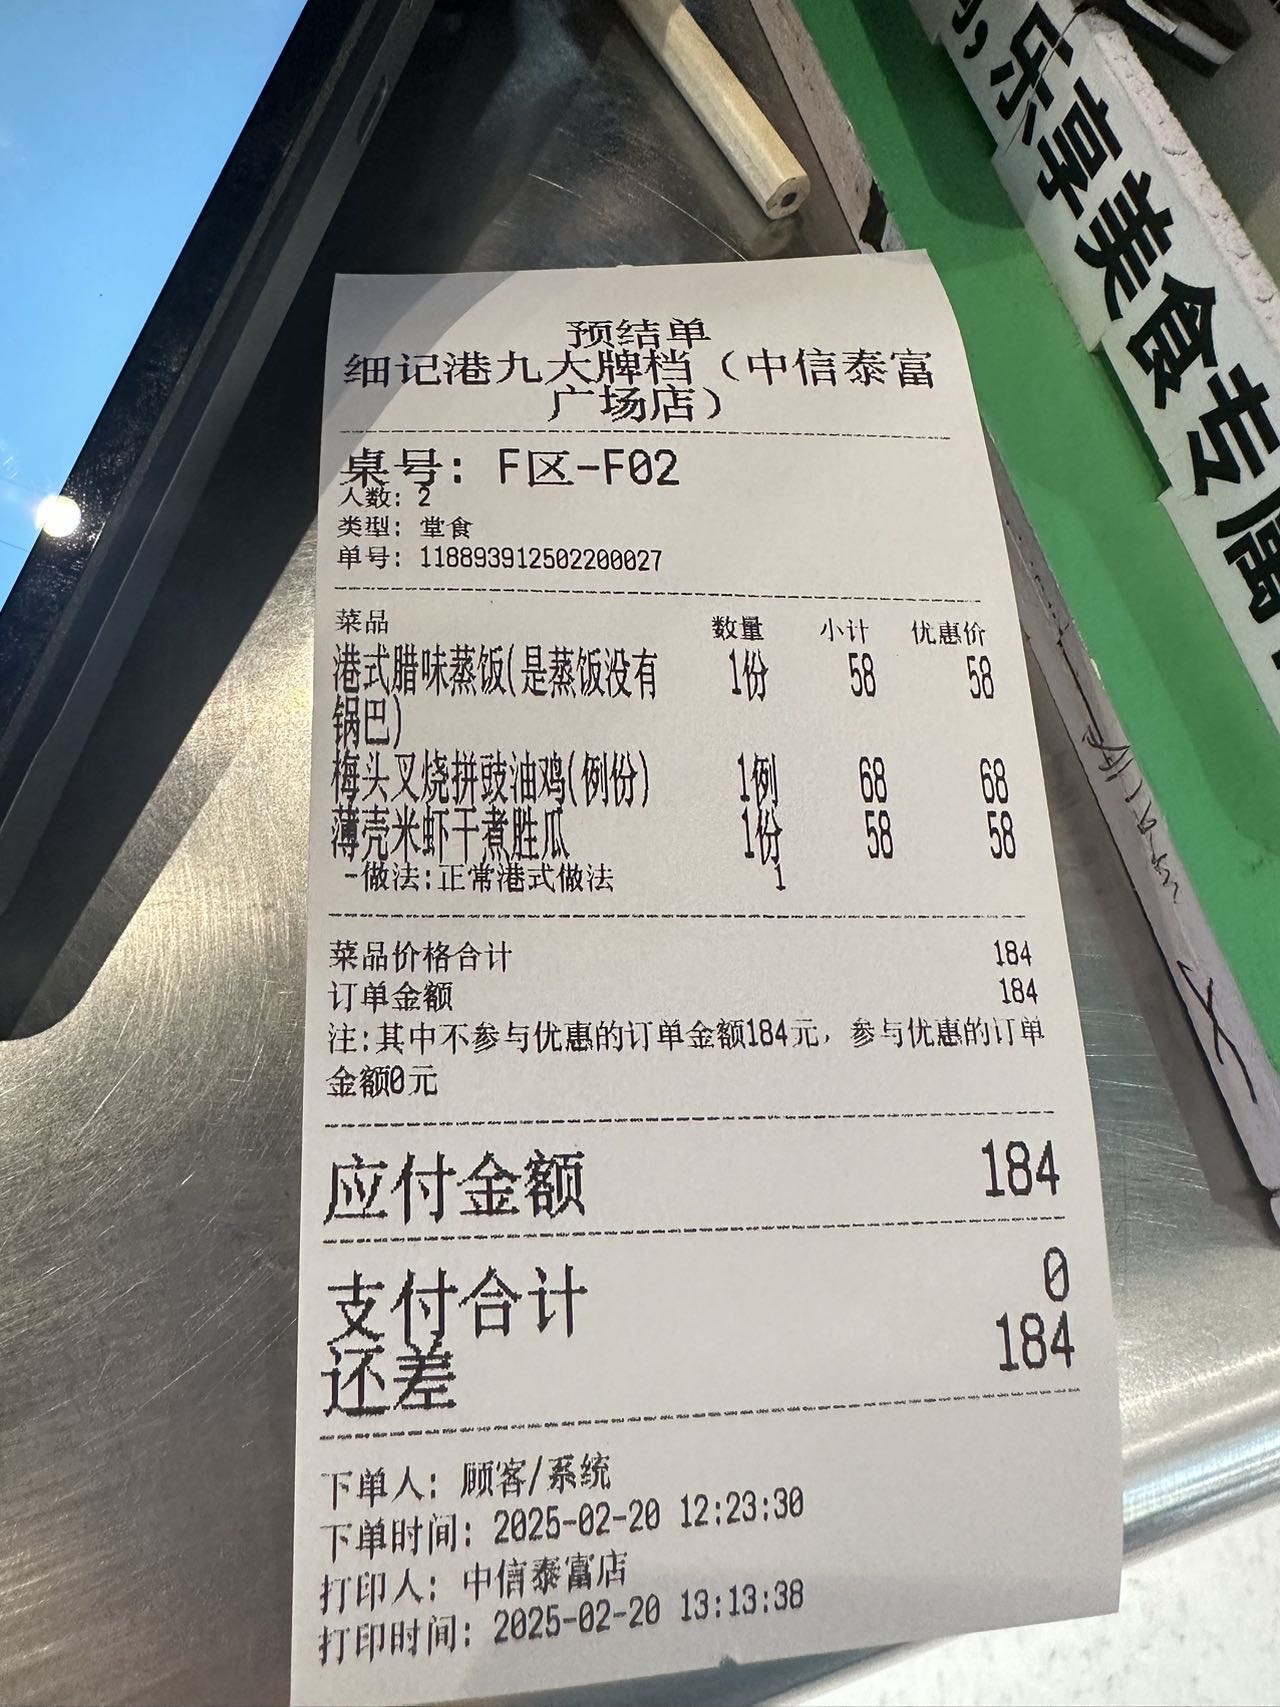 乐享美食专属
预结单
细记港九大牌档（中信泰富
广场店）
桌号: F区-F02
人数: 2
类型: 堂食
单号: 118893912502200027
菜品 数量 小计 优惠价
港式腊味蒸饭(是蒸饭没有 1份 58 58
锅巴)
梅头叉烧拼豉油鸡(例份) 1例 68 68
薄壳米虾干煮胜瓜 1份 58 58
-做法:正常港式做法 1
菜品价格合计 184
订单金额 184
注:其中不参与优惠的订单金额184元，参与优惠的订单
金额0元
应付金额 184
支付合计 0
还差 184
下单人: 顾客/系统
下单时间: 2025-02-20 12:23:30
打印人: 中信泰富店
打印时间: 2025-02-20 13:13:38